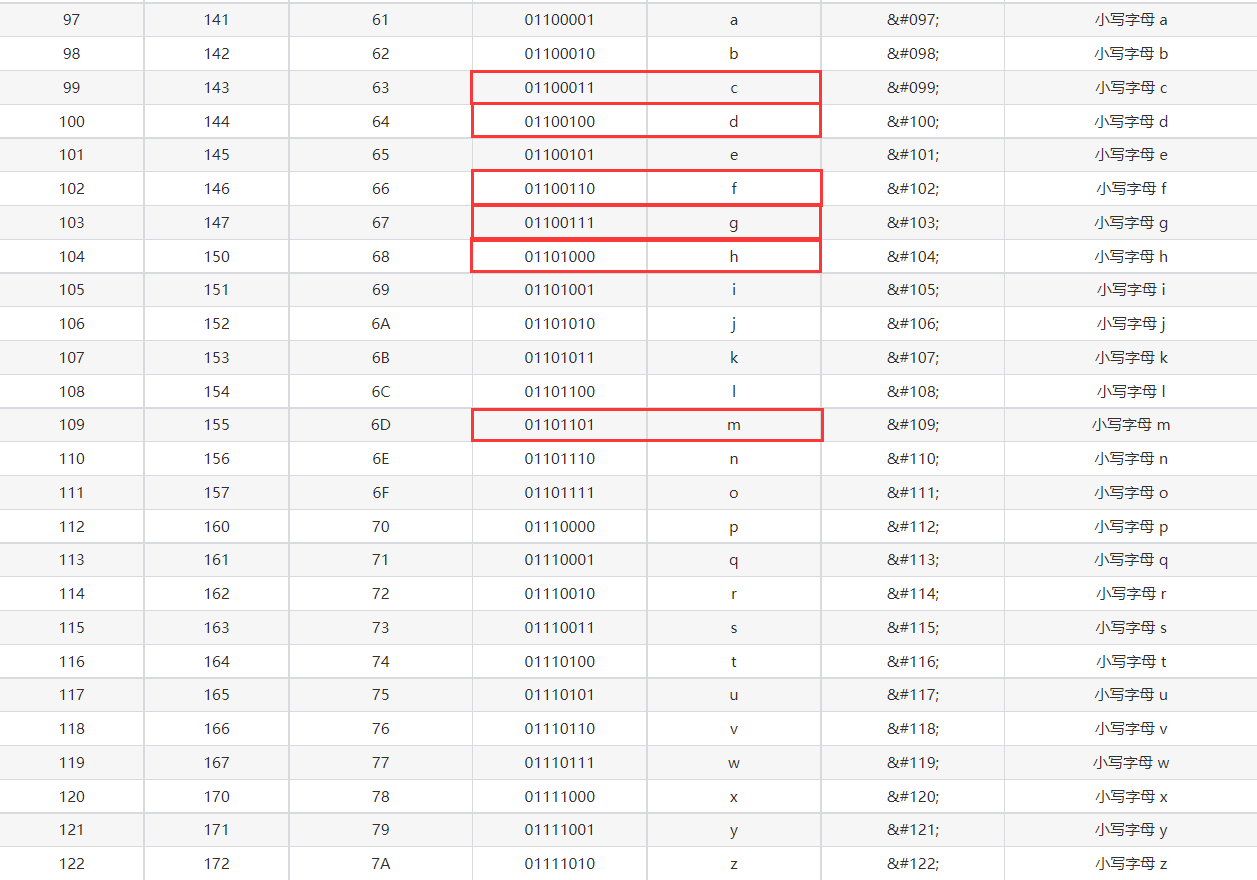 97 141 61 01100001 a &#097; 小写字母 a
98 142 62 01100010 b &#098; 小写字母 b
99 143 63 01100011 c &#099; 小写字母 c
100 144 64 01100100 d &#100; 小写字母 d
101 145 65 01100101 e &#101; 小写字母 e
102 146 66 01100110 f &#102; 小写字母 f
103 147 67 01100111 g &#103; 小写字母 g
104 150 68 01101000 h &#104; 小写字母 h
105 151 69 01101001 i &#105; 小写字母 i
106 152 6A 01101010 j &#106; 小写字母 j
107 153 6B 01101011 k &#107; 小写字母 k
108 154 6C 01101100 l &#108; 小写字母 l
109 155 6D 01101101 m &#109; 小写字母 m
110 156 6E 01101110 n &#110; 小写字母 n
111 157 6F 01101111 o &#111; 小写字母 o
112 160 70 01110000 p &#112; 小写字母 p
113 161 71 01110001 q &#113; 小写字母 q
114 162 72 01110010 r &#114; 小写字母 r
115 163 73 01110011 s &#115; 小写字母 s
116 164 74 01110100 t &#116; 小写字母 t
117 165 75 01110101 u &#117; 小写字母 u
118 166 76 01110110 v &#118; 小写字母 v
119 167 77 01110111 w &#119; 小写字母 w
120 170 78 01111000 x &#120; 小写字母 x
121 171 79 01111001 y &#121; 小写字母 y
122 172 7A 01111010 z &#122; 小写字母 z